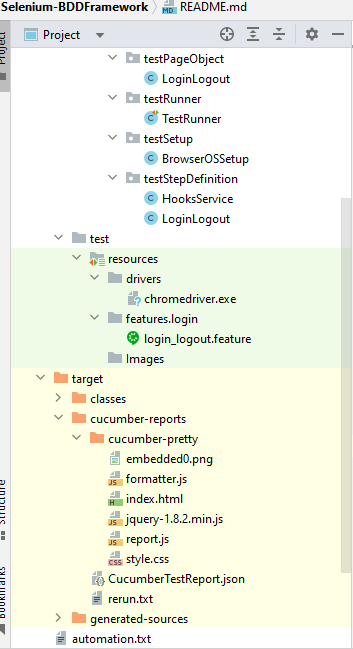 Selenium-BDDFramework README.md
Project
Project
testPageObject
LoginLogout
testRunner
TestRunner
testSetup
BrowserOSSetup
testStepDefinition
HooksService
LoginLogout
test
resources
drivers
chromedriver.exe
features.login
login_logout.feature
Images
target
classes
cucumber-reports
cucumber-pretty
embedded0.png
formatter.js
index.html
jquery-1.8.2.min.js
report.js
style.css
CucumberTestReport.json
rerun.txt
generated-sources
automation.txt
Structure
Bookmarks